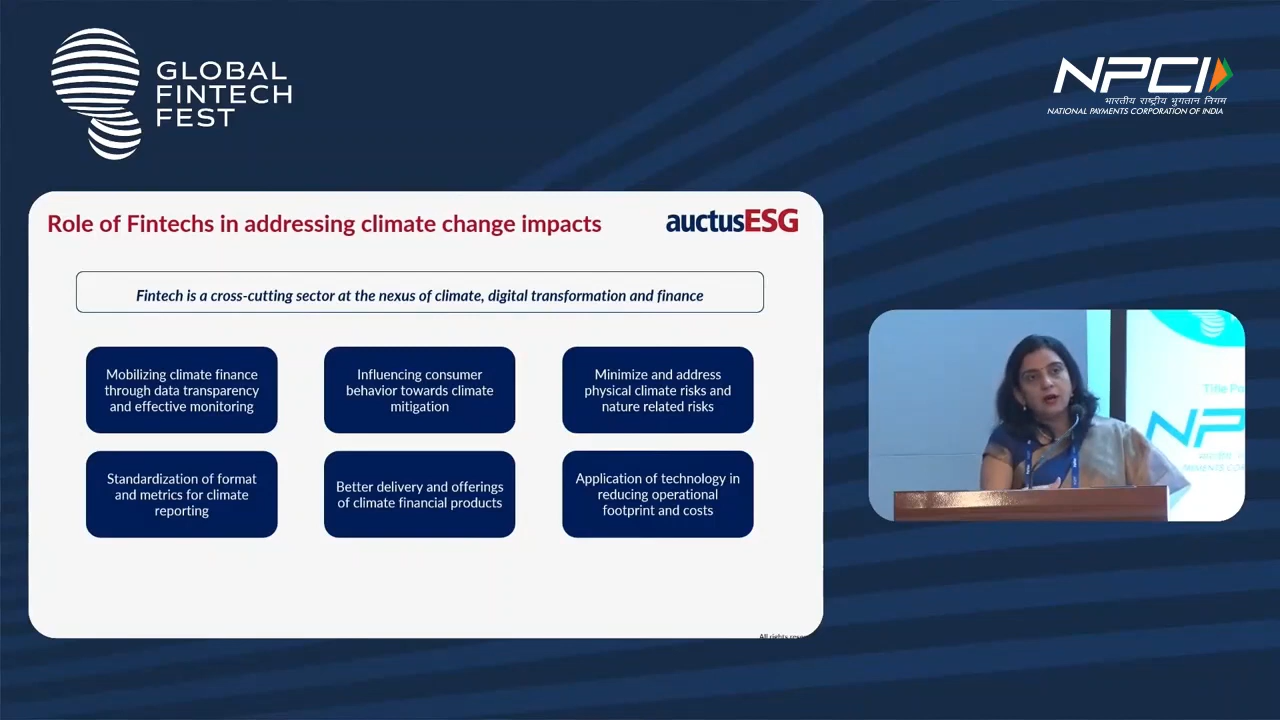 GLOBAL
FINTECH
FEST
NPCI
भारतीय राष्ट्रीय भुगतान निगम
NATIONAL PAYMENTS CORPORATION OF INDIA
Role of Fintechs in addressing climate change impacts
auctusESG
Fintech is a cross-cutting sector at the nexus of climate, digital transformation and finance
Mobilizing climate finance
through data transparency
and effective monitoring
Influencing consumer
behavior towards climate
mitigation
Minimize and address
physical climate risks and
nature related risks
Standardization of format
and metrics for climate
reporting
Better delivery and offerings
of climate financial products
Application of technology in
reducing operational
footprint and costs
All rights
Title
NPC